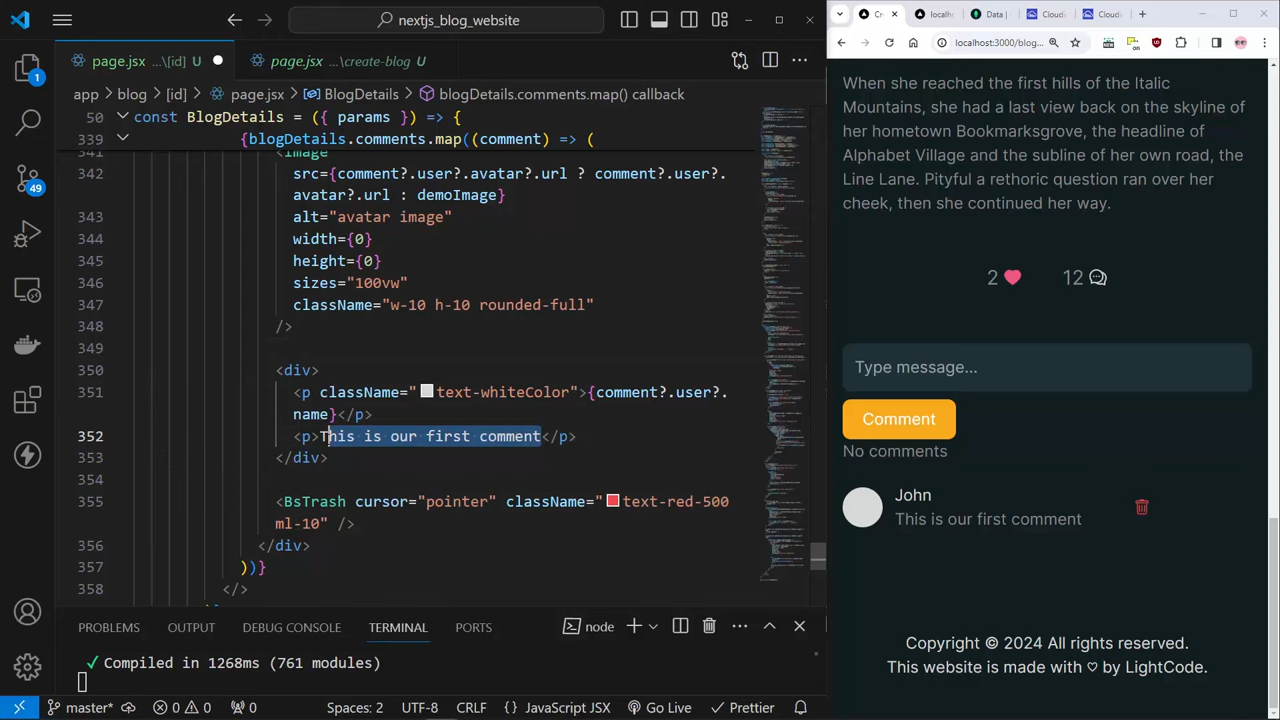 nextjs_blog_website
page.jsx ...\[id] U
page.jsx ...\create-blog U
app > blog > [id] > page.jsx > BlogDetails > blogDetails.comments.map() callback
const BlogDetails = ({ params }) => {
339 blogDetails.comments.map((comment) => (
341 <Image
342 src={comment?.user?.avatar?.url ? comment?.user?.
avatar?.url : demoImage}
343 alt="avatar image"
344 width={0}
345 height={0}
346 sizes="100vw"
347 className="w-10 h-10 rounded-full"
348 />
349
350 <div>
351 <p className="text-whiteColor">{comment?.user?.
name}
352 <p>This is our first comment</p>
353 </div>
354
355 <BsTrash cursor="pointer" className="text-red-500
ml-10"
356 </div>
357 ))}
358 </>
PROBLEMS OUTPUT DEBUG CONSOLE TERMINAL PORTS
node
✓ Compiled in 1268ms (761 modules)
master* 0 0 0 Spaces: 2 UTF-8 CRLF JavaScript JSX Go Live Prettier
1
49
Cre
localho
Data |
Cloudi
Cloudi
localhost:3000/blog
When she reached the first hills of the Italic
Mountains, she had a last view back on the skyline of
her hometown Bookmarksgrove, the headline of
Alphabet Village and the subline of her own road, the
Line Lane. Pityful a rethoric question ran over her
cheek, then she continued her way.
2 12
Type message...
Comment
No comments
John
This is our first comment
Copyright © 2024 All rights reserved.
This website is made with ♡ by LightCode.